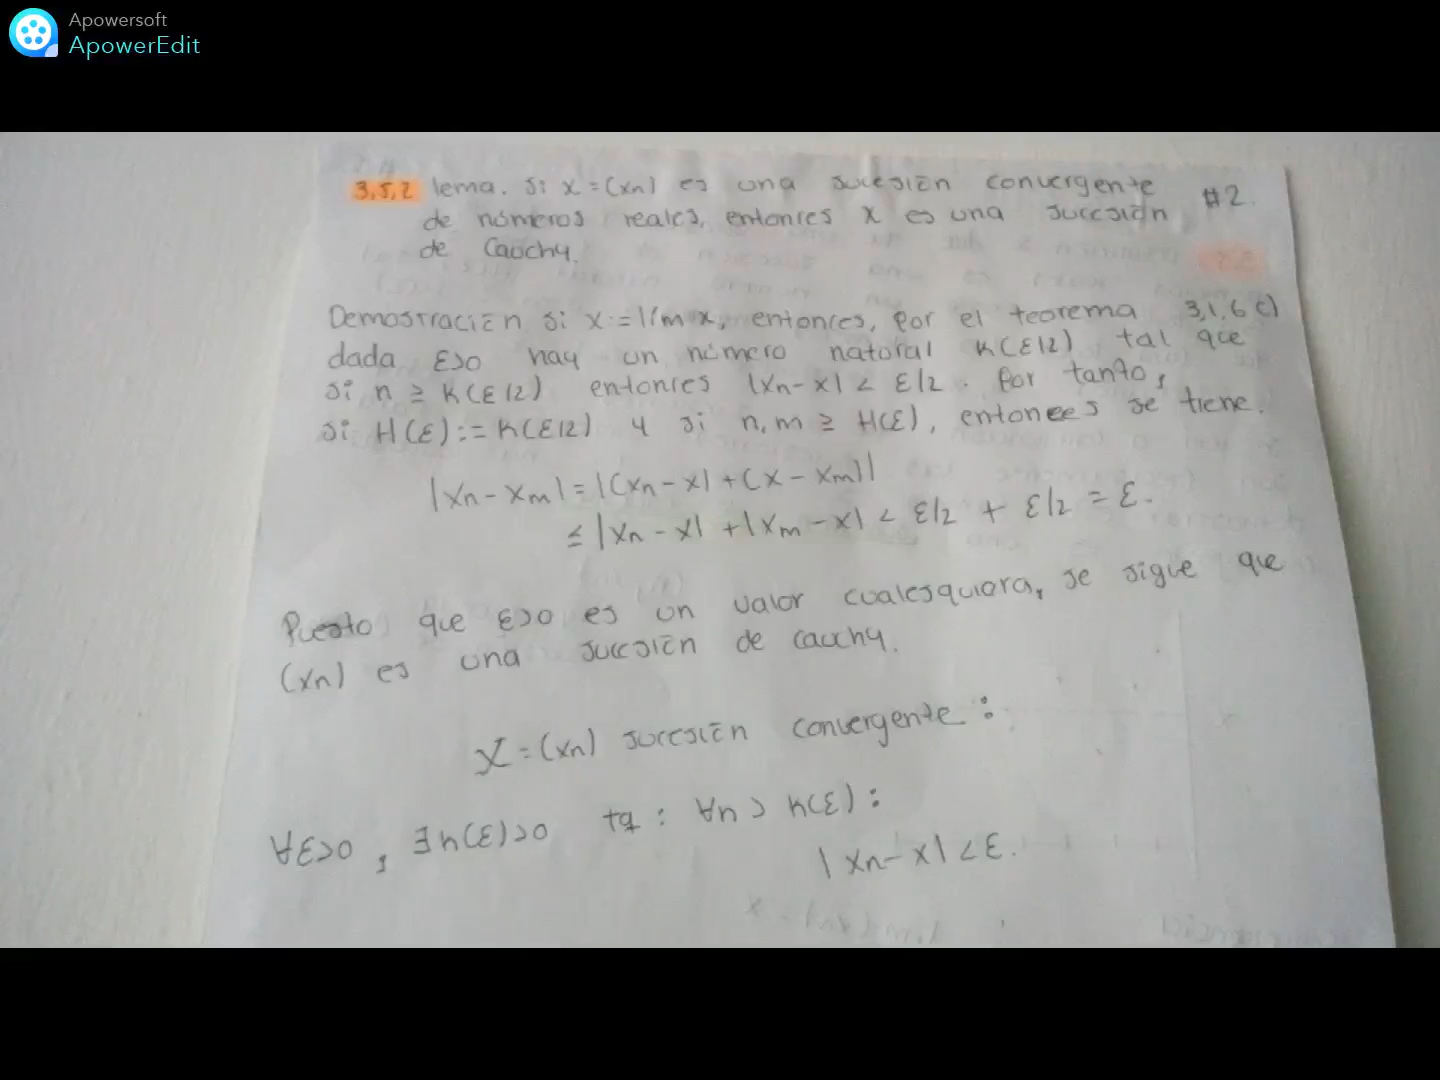 Apowersoft
ApowerEdit
3,5,2 lema. si x = (xn) es una sucesión convergente #2.
de números reales, entonces x es una sucesión
de Cauchy.
Demostración si x := lím x, entonces, por el teorema 3,1,6 c)
dada ε>0 hay un número natural K(ε/2) tal que
si n ≥ K(ε/2) entonces |xn - x| < ε/2. Por tanto,
si H(ε) := K(ε/2) y si n, m ≥ H(ε), entonces se tiene.
|xn - xm| = |(xn - x) + (x - xm)|
≤ |xn - x| + |xm - x| < ε/2 + ε/2 = ε.
Puesto que ε>0 es un valor cualesquiera, se sigue que
(xn) es una sucesión de cauchy.
X = (xn) sucesión convergente :
∀ε>0, ∃K(ε)>0 tq : ∀n > K(ε) :
|xn - x| < ε.